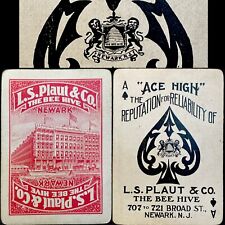 NEWARK N.J.
L.S. Plaut & Co.
THE BEE HIVE
NEWARK
L.S. Plaut & Co.
THE BEE HIVE
NEWARK
A
"ACE HIGH"
THE REPUTATION FOR RELIABILITY OF
L. S. PLAUT & CO.
THE BEE HIVE
707 TO 721 BROAD ST.,
NEWARK, N. J.
A